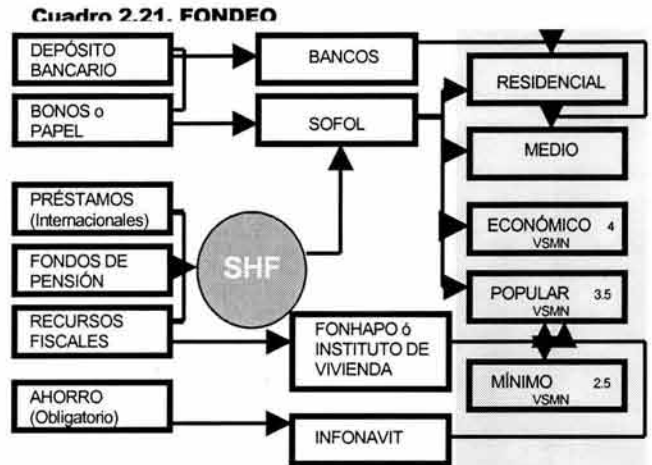 Cuadro 2.21. FONDEO
DEPÓSITO
BANCARIO
BONOS o
PAPEL
PRÉSTAMOS
(Internacionales)
FONDOS DE
PENSIÓN
RECURSOS
FISCALES
AHORRO
(Obligatorio)
BANCOS
SOFOL
SHF
FONHAPO ó
INSTITUTO DE
VIVIENDA
INFONAVIT
RESIDENCIAL
MEDIO
ECONÓMICO 4
VSMN
POPULAR 3.5
VSMN
MÍNIMO 2.5
VSMN